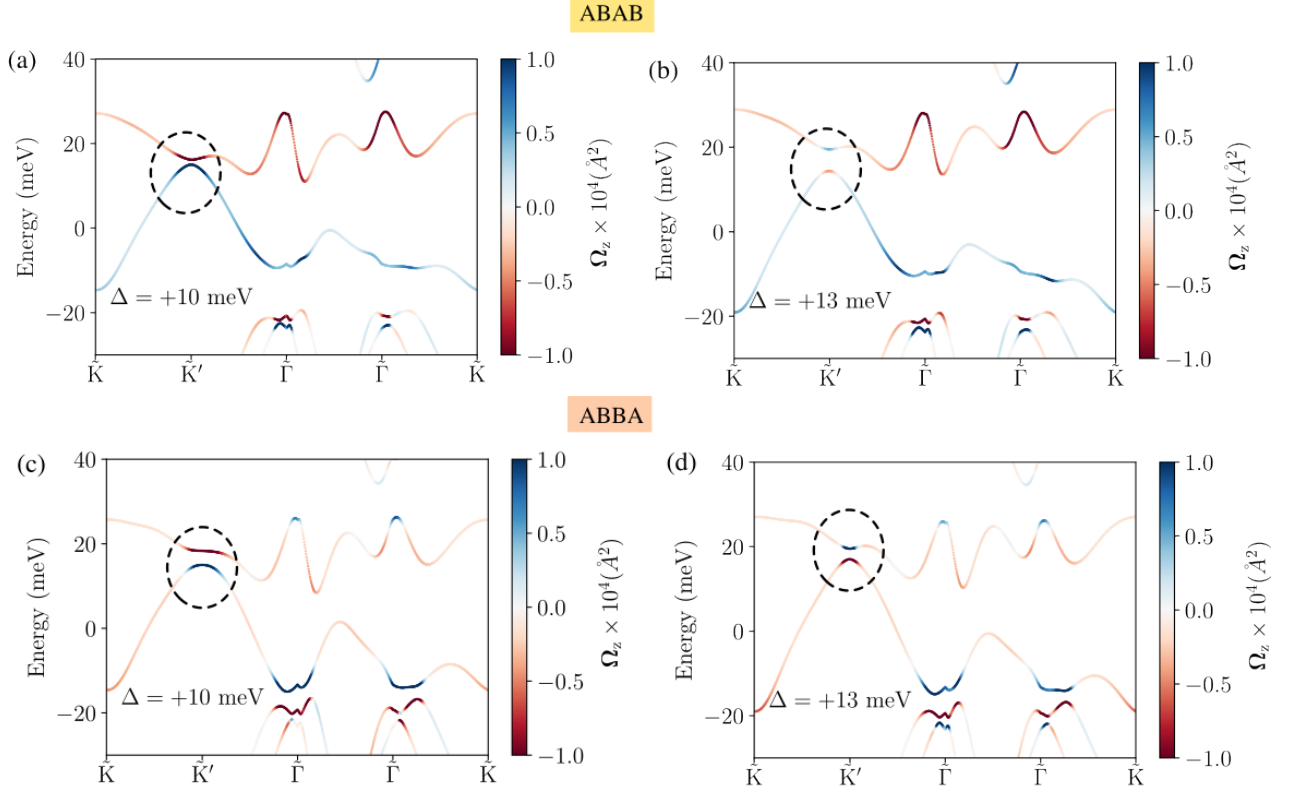 ABAB
(a)
40
20
0
−20
Energy (meV)
Δ = +10 meV
K̃ K̃′ Γ̃ Γ̃ K̃
1.0
0.5
0.0
−0.5
−1.0
Ω_z × 10⁴(Å²)
(b)
40
20
0
−20
Energy (meV)
Δ = +13 meV
K̃ K̃′ Γ̃ Γ̃ K̃
1.0
0.5
0.0
−0.5
−1.0
Ω_z × 10⁴(Å²)
ABBA
(c)
40
20
0
−20
Energy (meV)
Δ = +10 meV
K̃ K̃′ Γ̃ Γ̃ K̃
1.0
0.5
0.0
−0.5
−1.0
Ω_z × 10⁴(Å²)
(d)
40
20
0
−20
Energy (meV)
Δ = +13 meV
K̃ K̃′ Γ̃ Γ̃ K̃
1.0
0.5
0.0
−0.5
−1.0
Ω_z × 10⁴(Å²)